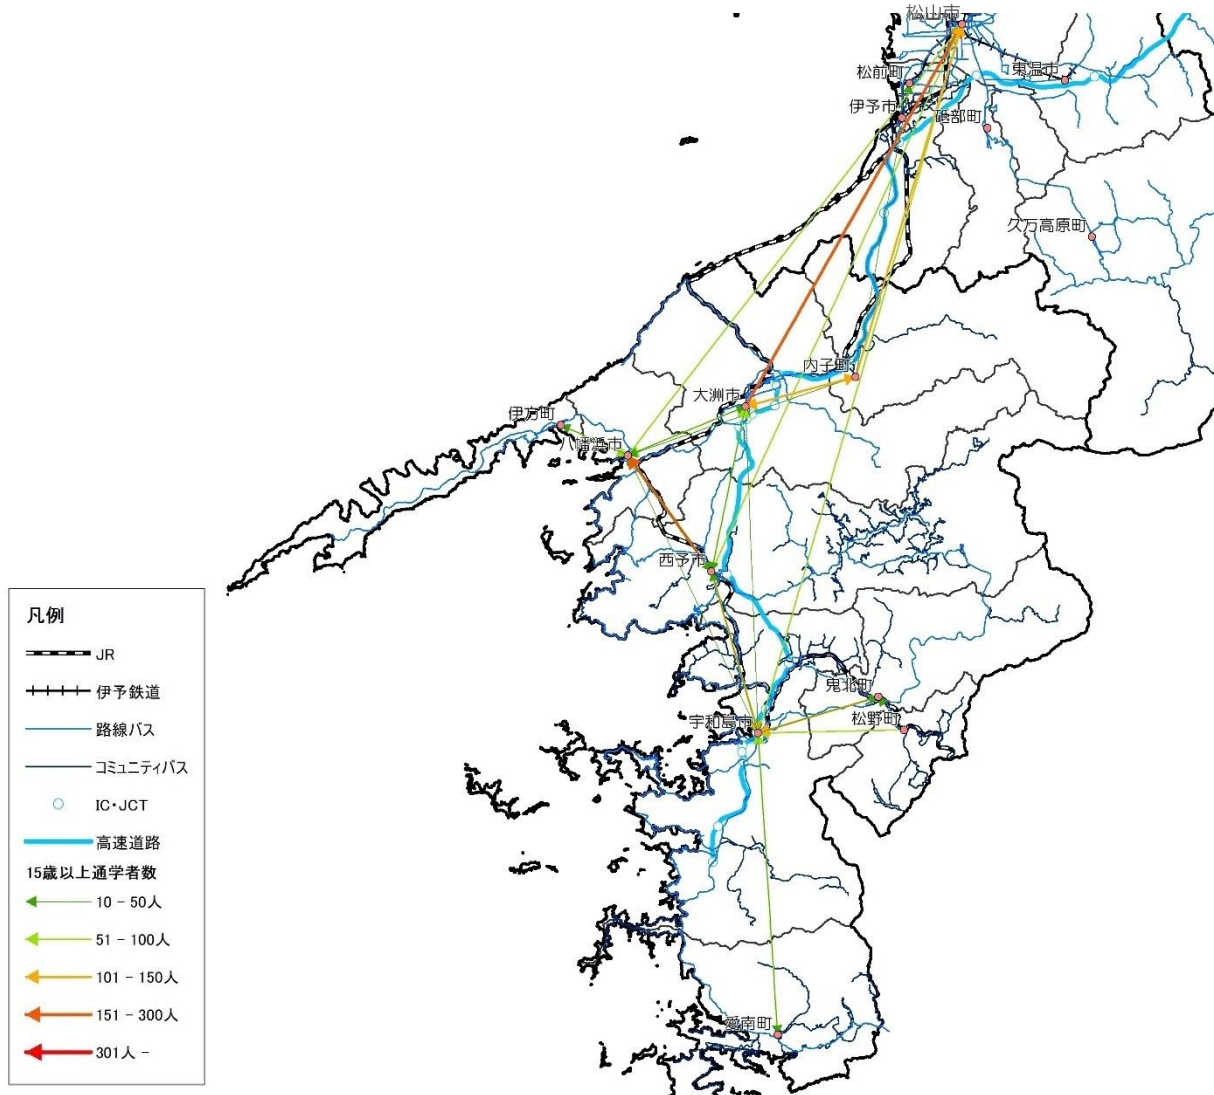 松山市
松前町
東温市
伊予市
砥部町
久万高原町
内子町
大洲市
伊方町
八幡浜市
西予市
鬼北町
宇和島市
松野町
愛南町
凡例
JR
伊予鉄道
路線バス
コミュニティバス
IC・JCT
高速道路
15歳以上通学者数
10 - 50人
51 - 100人
101 - 150人
151 - 300人
301人 -